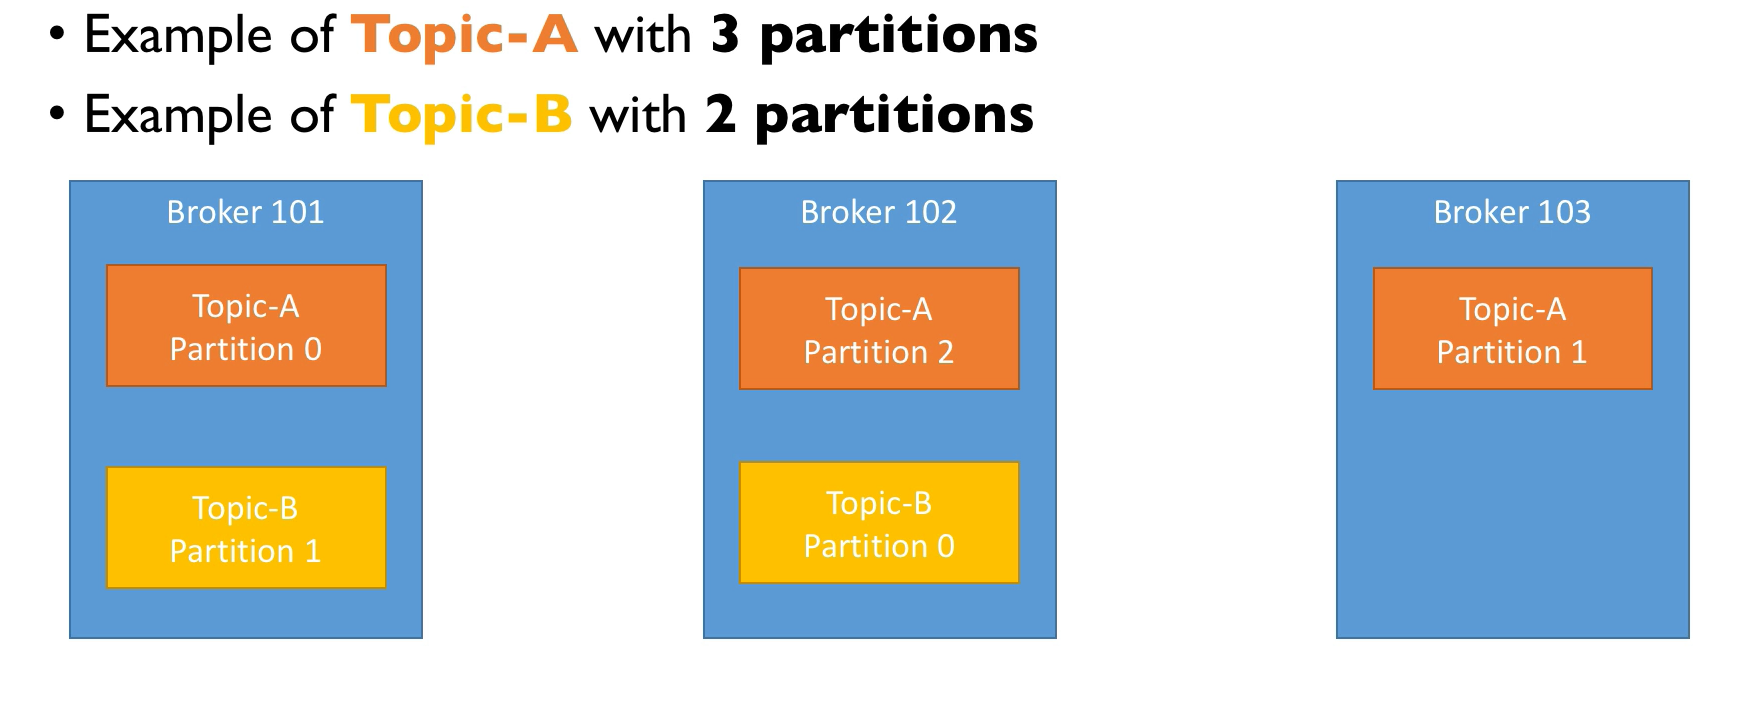 • Example of Topic-A with 3 partitions
• Example of Topic-B with 2 partitions
Broker 101
Topic-A
Partition 0
Topic-B
Partition 1
Broker 102
Topic-A
Partition 2
Topic-B
Partition 0
Broker 103
Topic-A
Partition 1